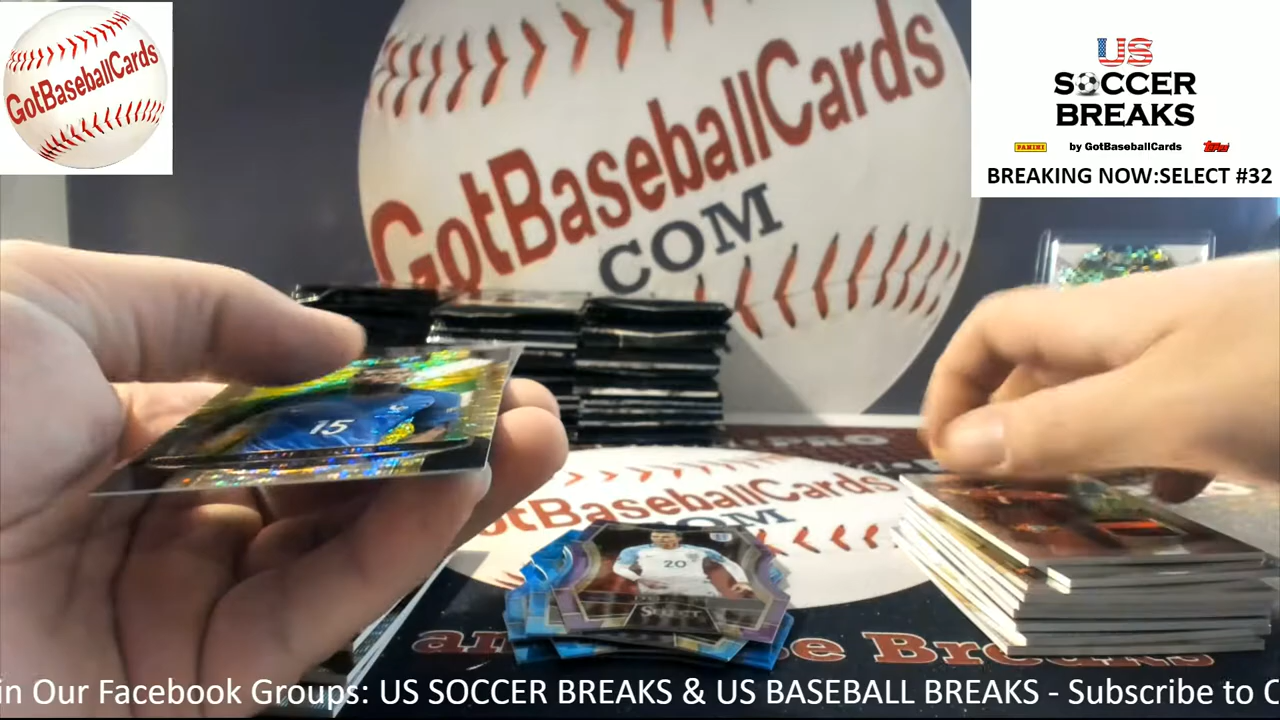 GotBaseballCards
GotBaseballCards
.COM
US
SOCCER
BREAKS
PANINI by GotBaseballCards Topps
BREAKING NOW:SELECT #32
15
20
SELECT
GotBaseballCards
.COM
in Our Facebook Groups: US SOCCER BREAKS & US BASEBALL BREAKS - Subscribe to